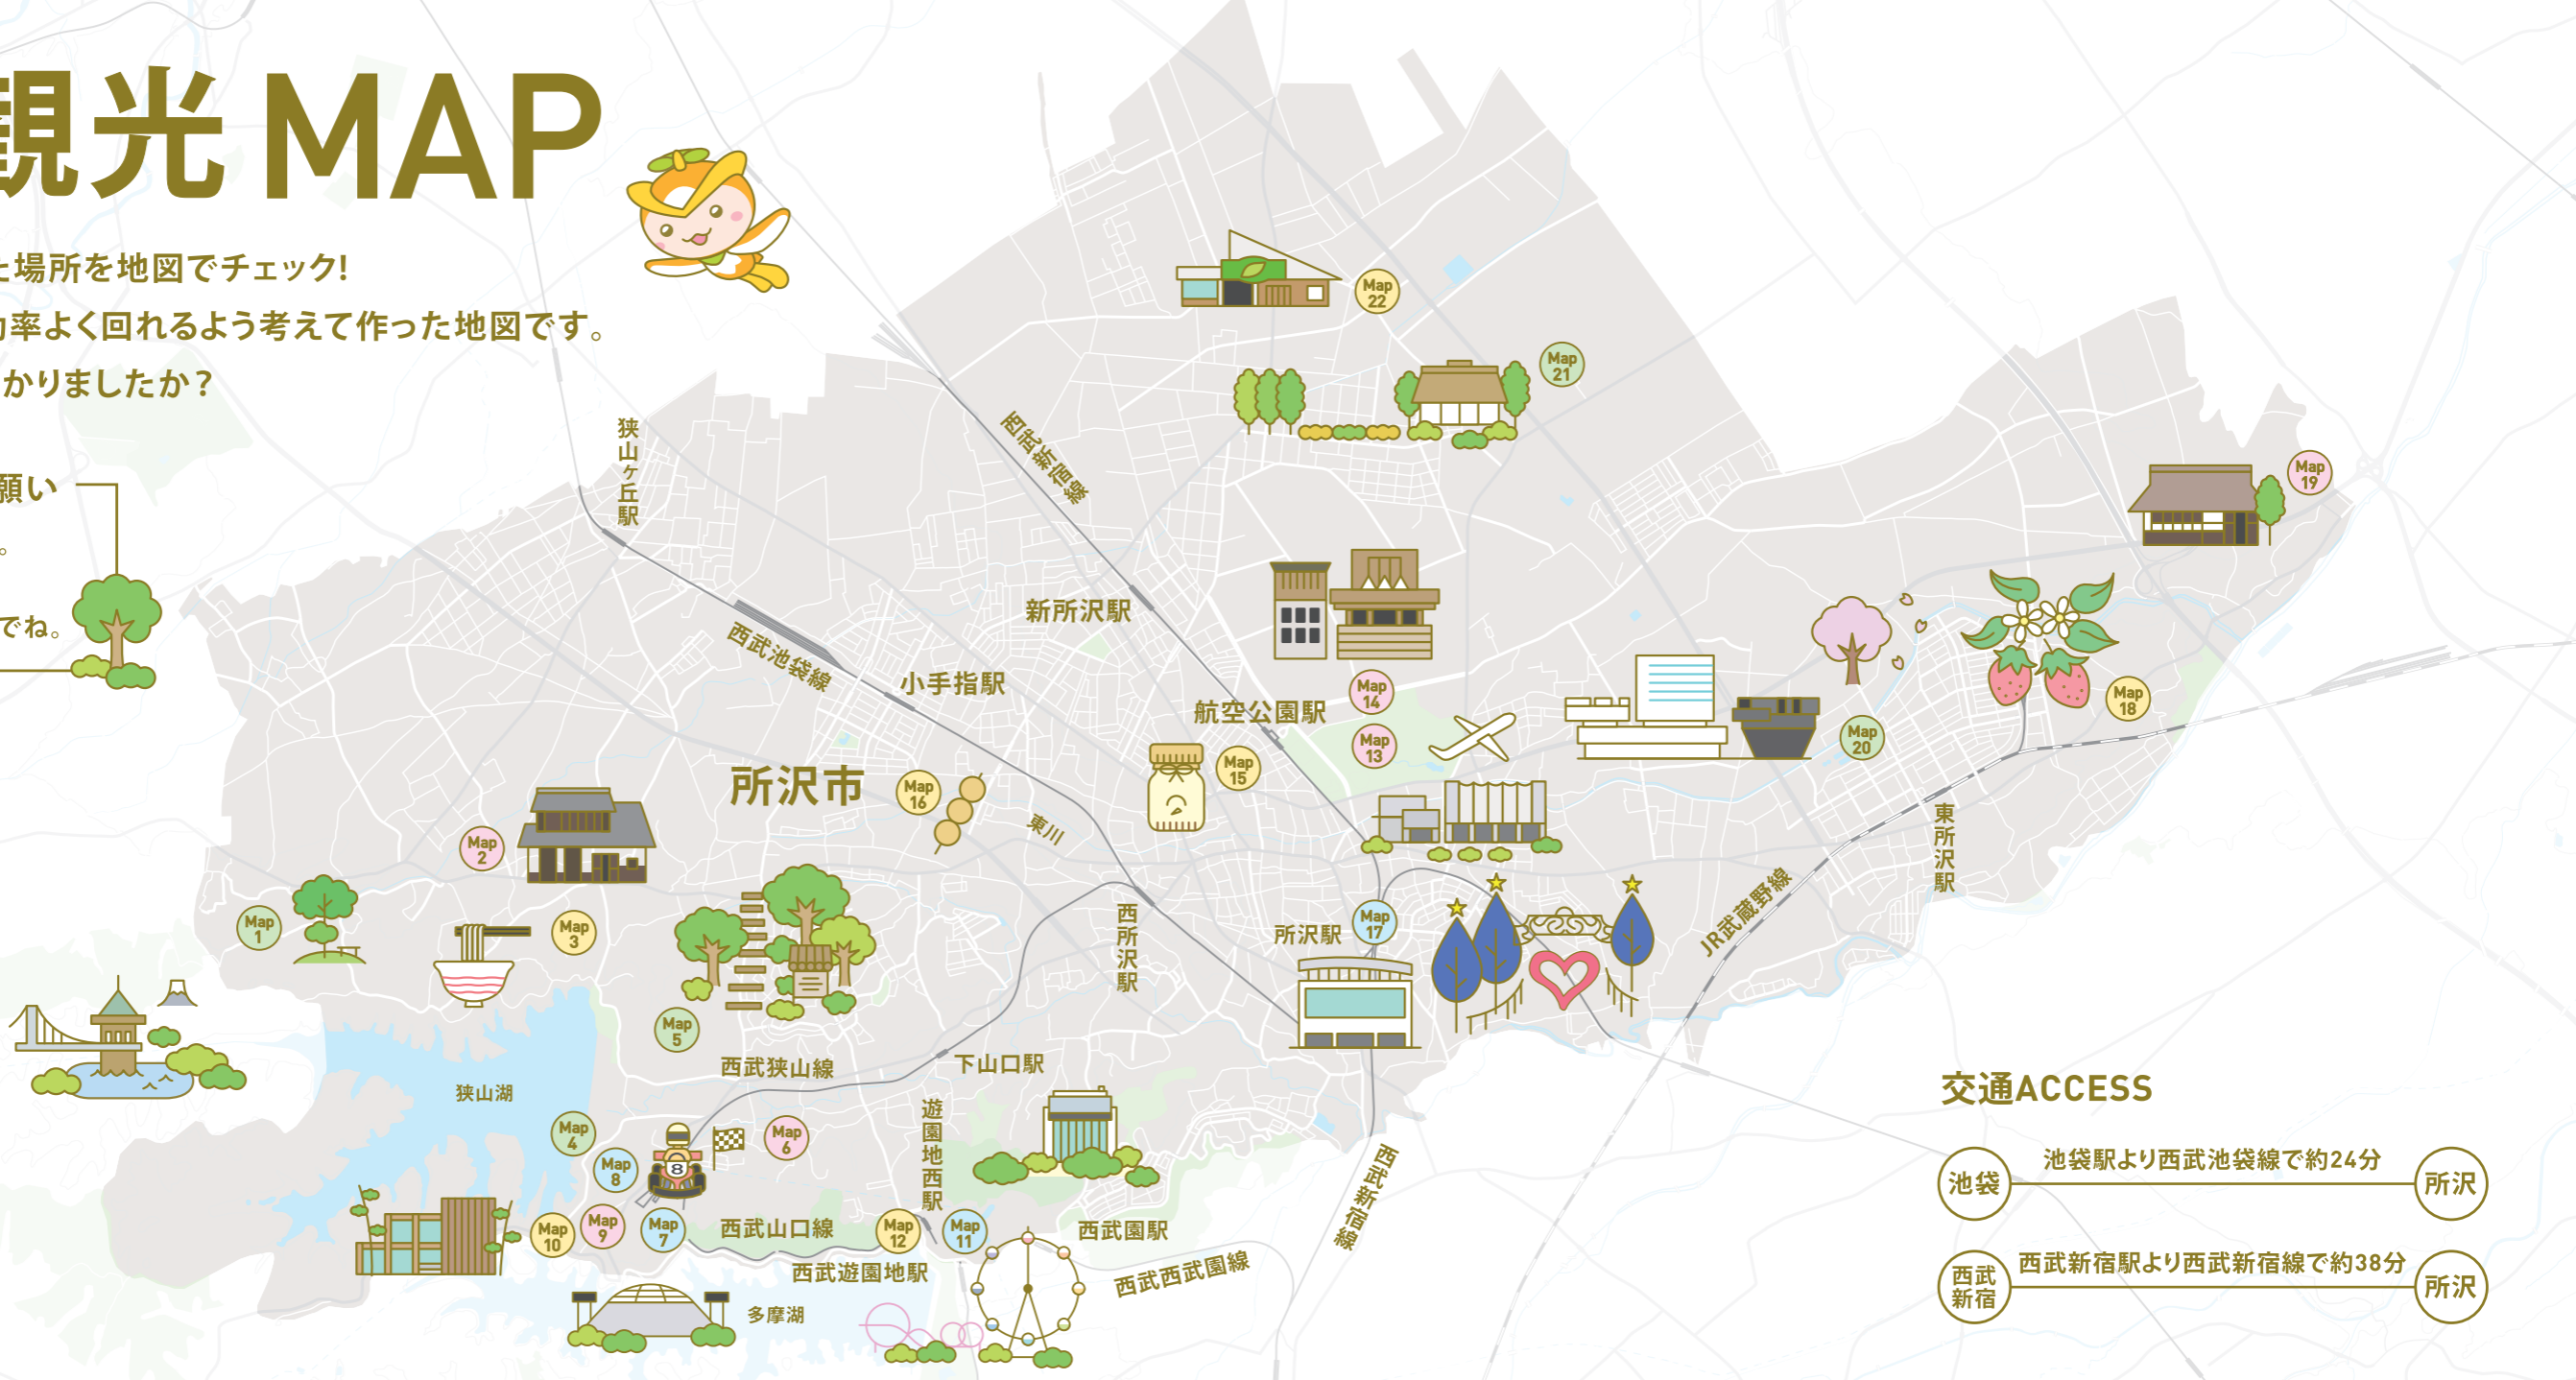 観光 MAP
た場所を地図でチェック!
効率よく回れるよう考えて作った地図です。
かりましたか?
願い
。
でね。
狭山ヶ丘駅
西武新宿線
Map 22
Map 21
Map 19
新所沢駅
西武池袋線
小手指駅
航空公園駅
Map 14
Map 13
Map 18
Map 20
所沢市
Map 16
Map 15
東川
東所沢駅
Map 2
Map 1
Map 3
西所沢駅
所沢駅
Map 17
JR武蔵野線
Map 5
西武狭山線
下山口駅
狭山湖
Map 4
Map 6
Map 8
遊園地西駅
西武新宿線
Map 10
Map 9
Map 7
西武山口線
Map 12
Map 11
西武園駅
西武遊園地駅
西武西武園線
多摩湖
交通ACCESS
池袋
池袋駅より西武池袋線で約24分
所沢
西武新宿
西武新宿駅より西武新宿線で約38分
所沢